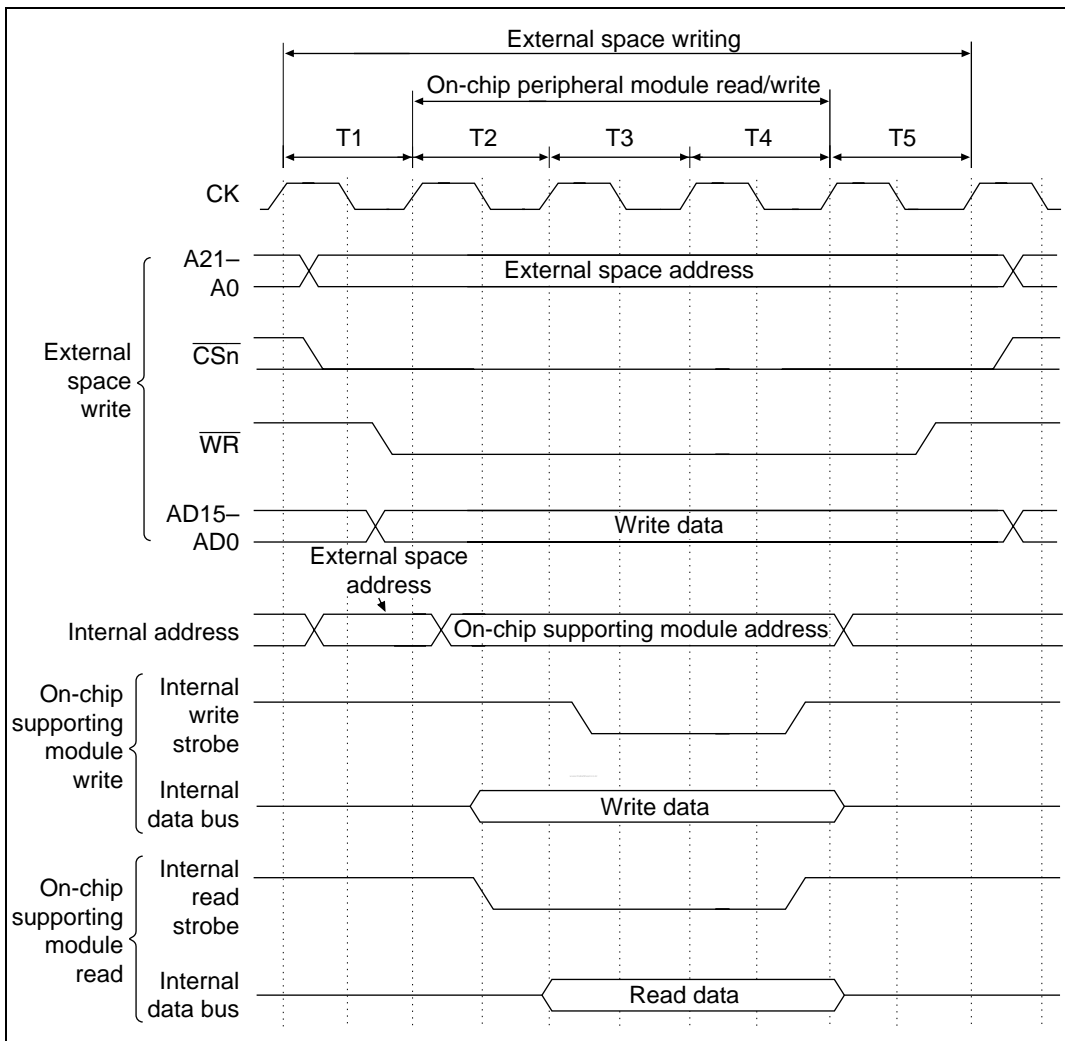 External space writing
On-chip peripheral module read/write
T1 T2 T3 T4 T5
CK
A21–
A0
External space address
External
space
write
CSn
WR
AD15–
AD0
Write data
External space
address
Internal address
On-chip supporting module address
On-chip
supporting
module
write
Internal
write
strobe
Internal
data bus
Write data
On-chip
supporting
module
read
Internal
read
strobe
Internal
data bus
Read data